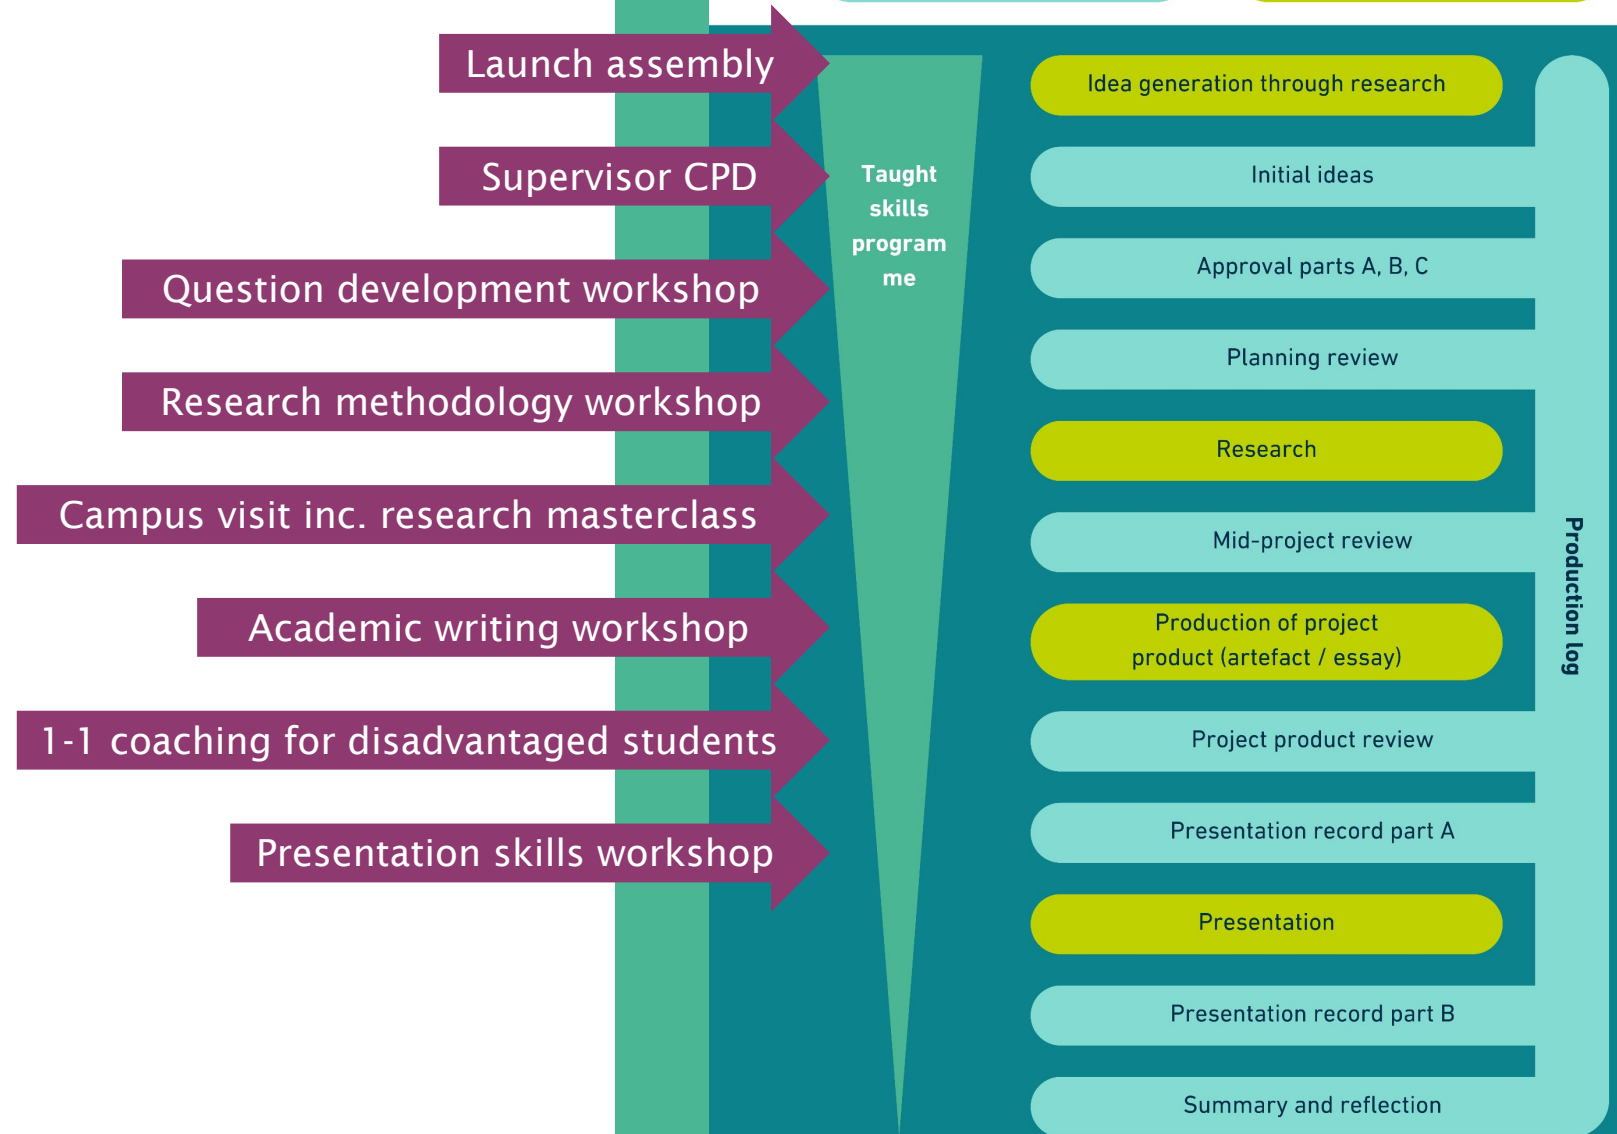 Launch assembly
Supervisor CPD
Question development workshop
Research methodology workshop
Campus visit inc. research masterclass
Academic writing workshop
1-1 coaching for disadvantaged students
Presentation skills workshop
Taught
skills
program
me
Idea generation through research
Initial ideas
Approval parts A, B, C
Planning review
Research
Mid-project review
Production of project
product (artefact / essay)
Project product review
Presentation record part A
Presentation
Presentation record part B
Summary and reflection
Production log